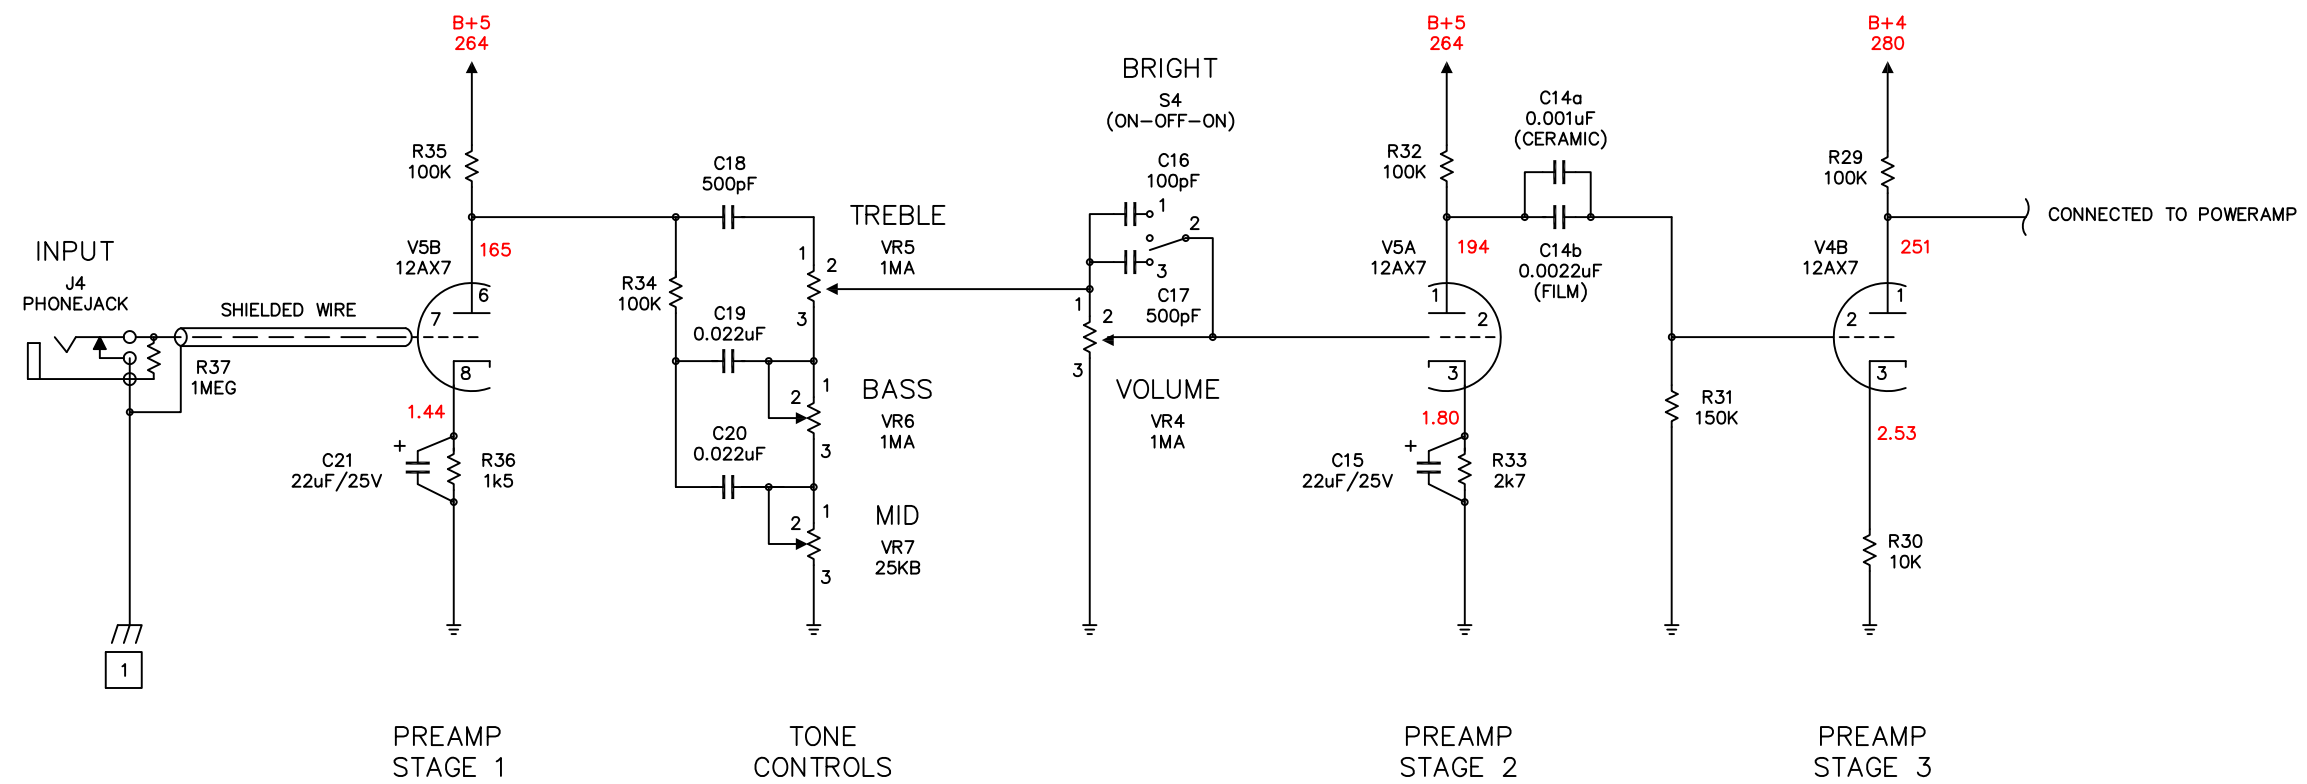 B+5
264
B+5
264
B+4
280
BRIGHT
S4
(ON-OFF-ON)
C14a
0.001uF
(CERAMIC)
R35
100K
C18
500pF
C16
100pF
R32
100K
R29
100K
1
2
3
C17
500pF
TREBLE
VR5
1MA
1
2
3
CONNECTED TO POWERAMP
INPUT
J4
PHONEJACK
V5B
12AX7
165
6
7
8
V5A
12AX7
194
1
2
3
C14b
0.0022uF
(FILM)
V4B
12AX7
251
1
2
3
R34
100K
SHIELDED WIRE
C19
0.022uF
1
2
3
R37
1MEG
BASS
VR6
1MA
1
2
3
VOLUME
VR4
1MA
1.44
1.80
R31
150K
2.53
C20
0.022uF
+
C21
22uF/25V
R36
1k5
+
C15
22uF/25V
R33
2k7
MID
VR7
25KB
1
2
3
R30
10K
1
PREAMP
STAGE 1
TONE
CONTROLS
PREAMP
STAGE 2
PREAMP
STAGE 3